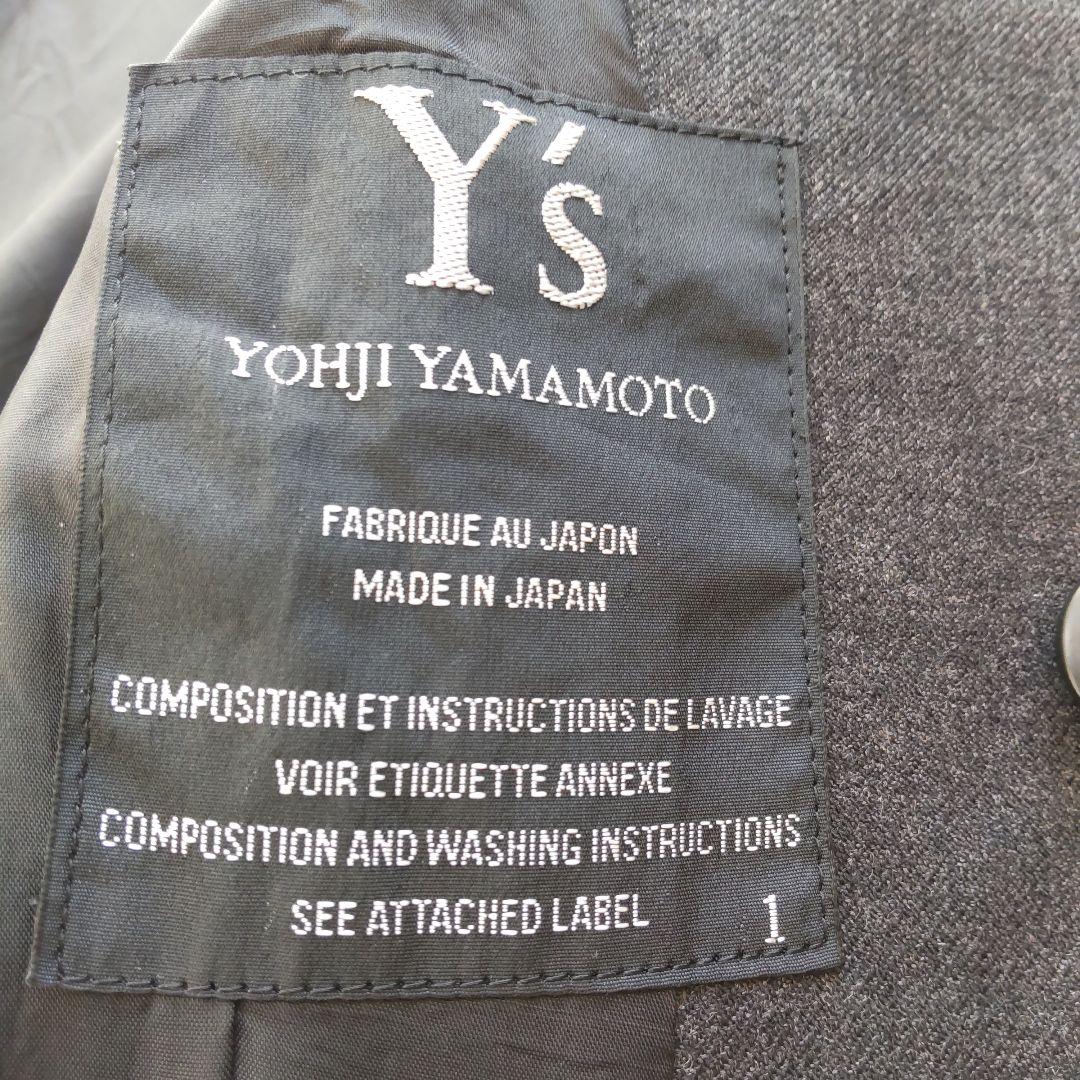 Y's
YOHJI YAMAMOTO
FABRIQUE AU JAPON
MADE IN JAPAN
COMPOSITION ET INSTRUCTIONS DE LAVAGE
VOIR ETIQUETTE ANNEXE
COMPOSITION AND WASHING INSTRUCTIONS
SEE ATTACHED LABEL
1